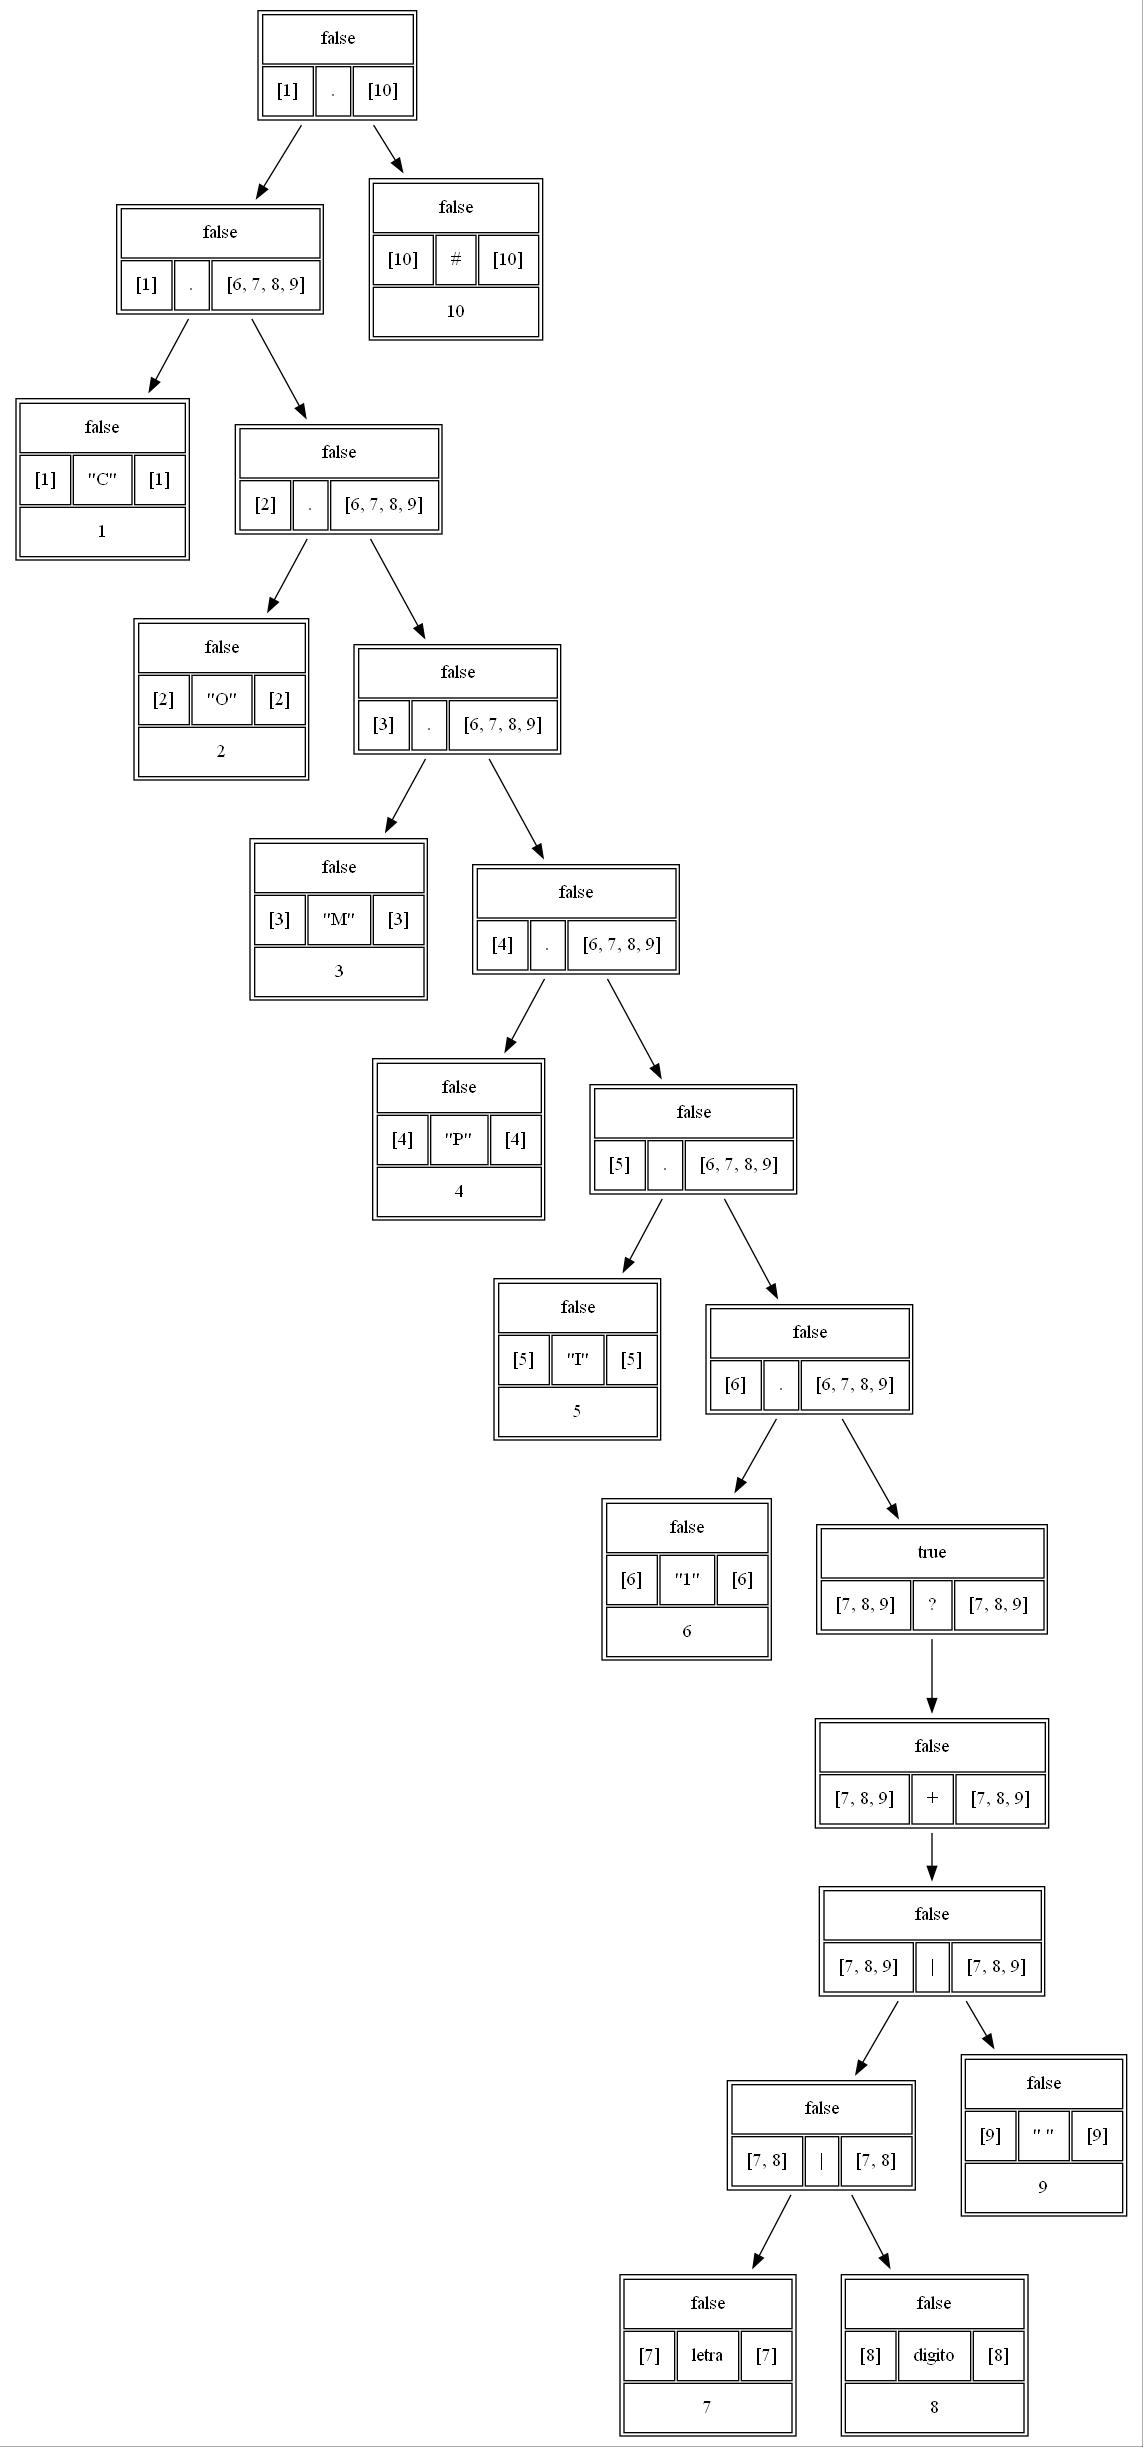 false
[1] . [10]
false
[10] # [10]
10
false
[1] . [6, 7, 8, 9]
false
[1] "C" [1]
1
false
[2] . [6, 7, 8, 9]
false
[2] "O" [2]
2
false
[3] . [6, 7, 8, 9]
false
[3] "M" [3]
3
false
[4] . [6, 7, 8, 9]
false
[4] "P" [4]
4
false
[5] . [6, 7, 8, 9]
false
[5] "I" [5]
5
false
[6] . [6, 7, 8, 9]
false
[6] "1" [6]
6
true
[7, 8, 9] ? [7, 8, 9]
false
[7, 8, 9] + [7, 8, 9]
false
[7, 8, 9] | [7, 8, 9]
false
[7, 8] | [7, 8]
false
[9] " " [9]
9
false
[7] letra [7]
7
false
[8] digito [8]
8